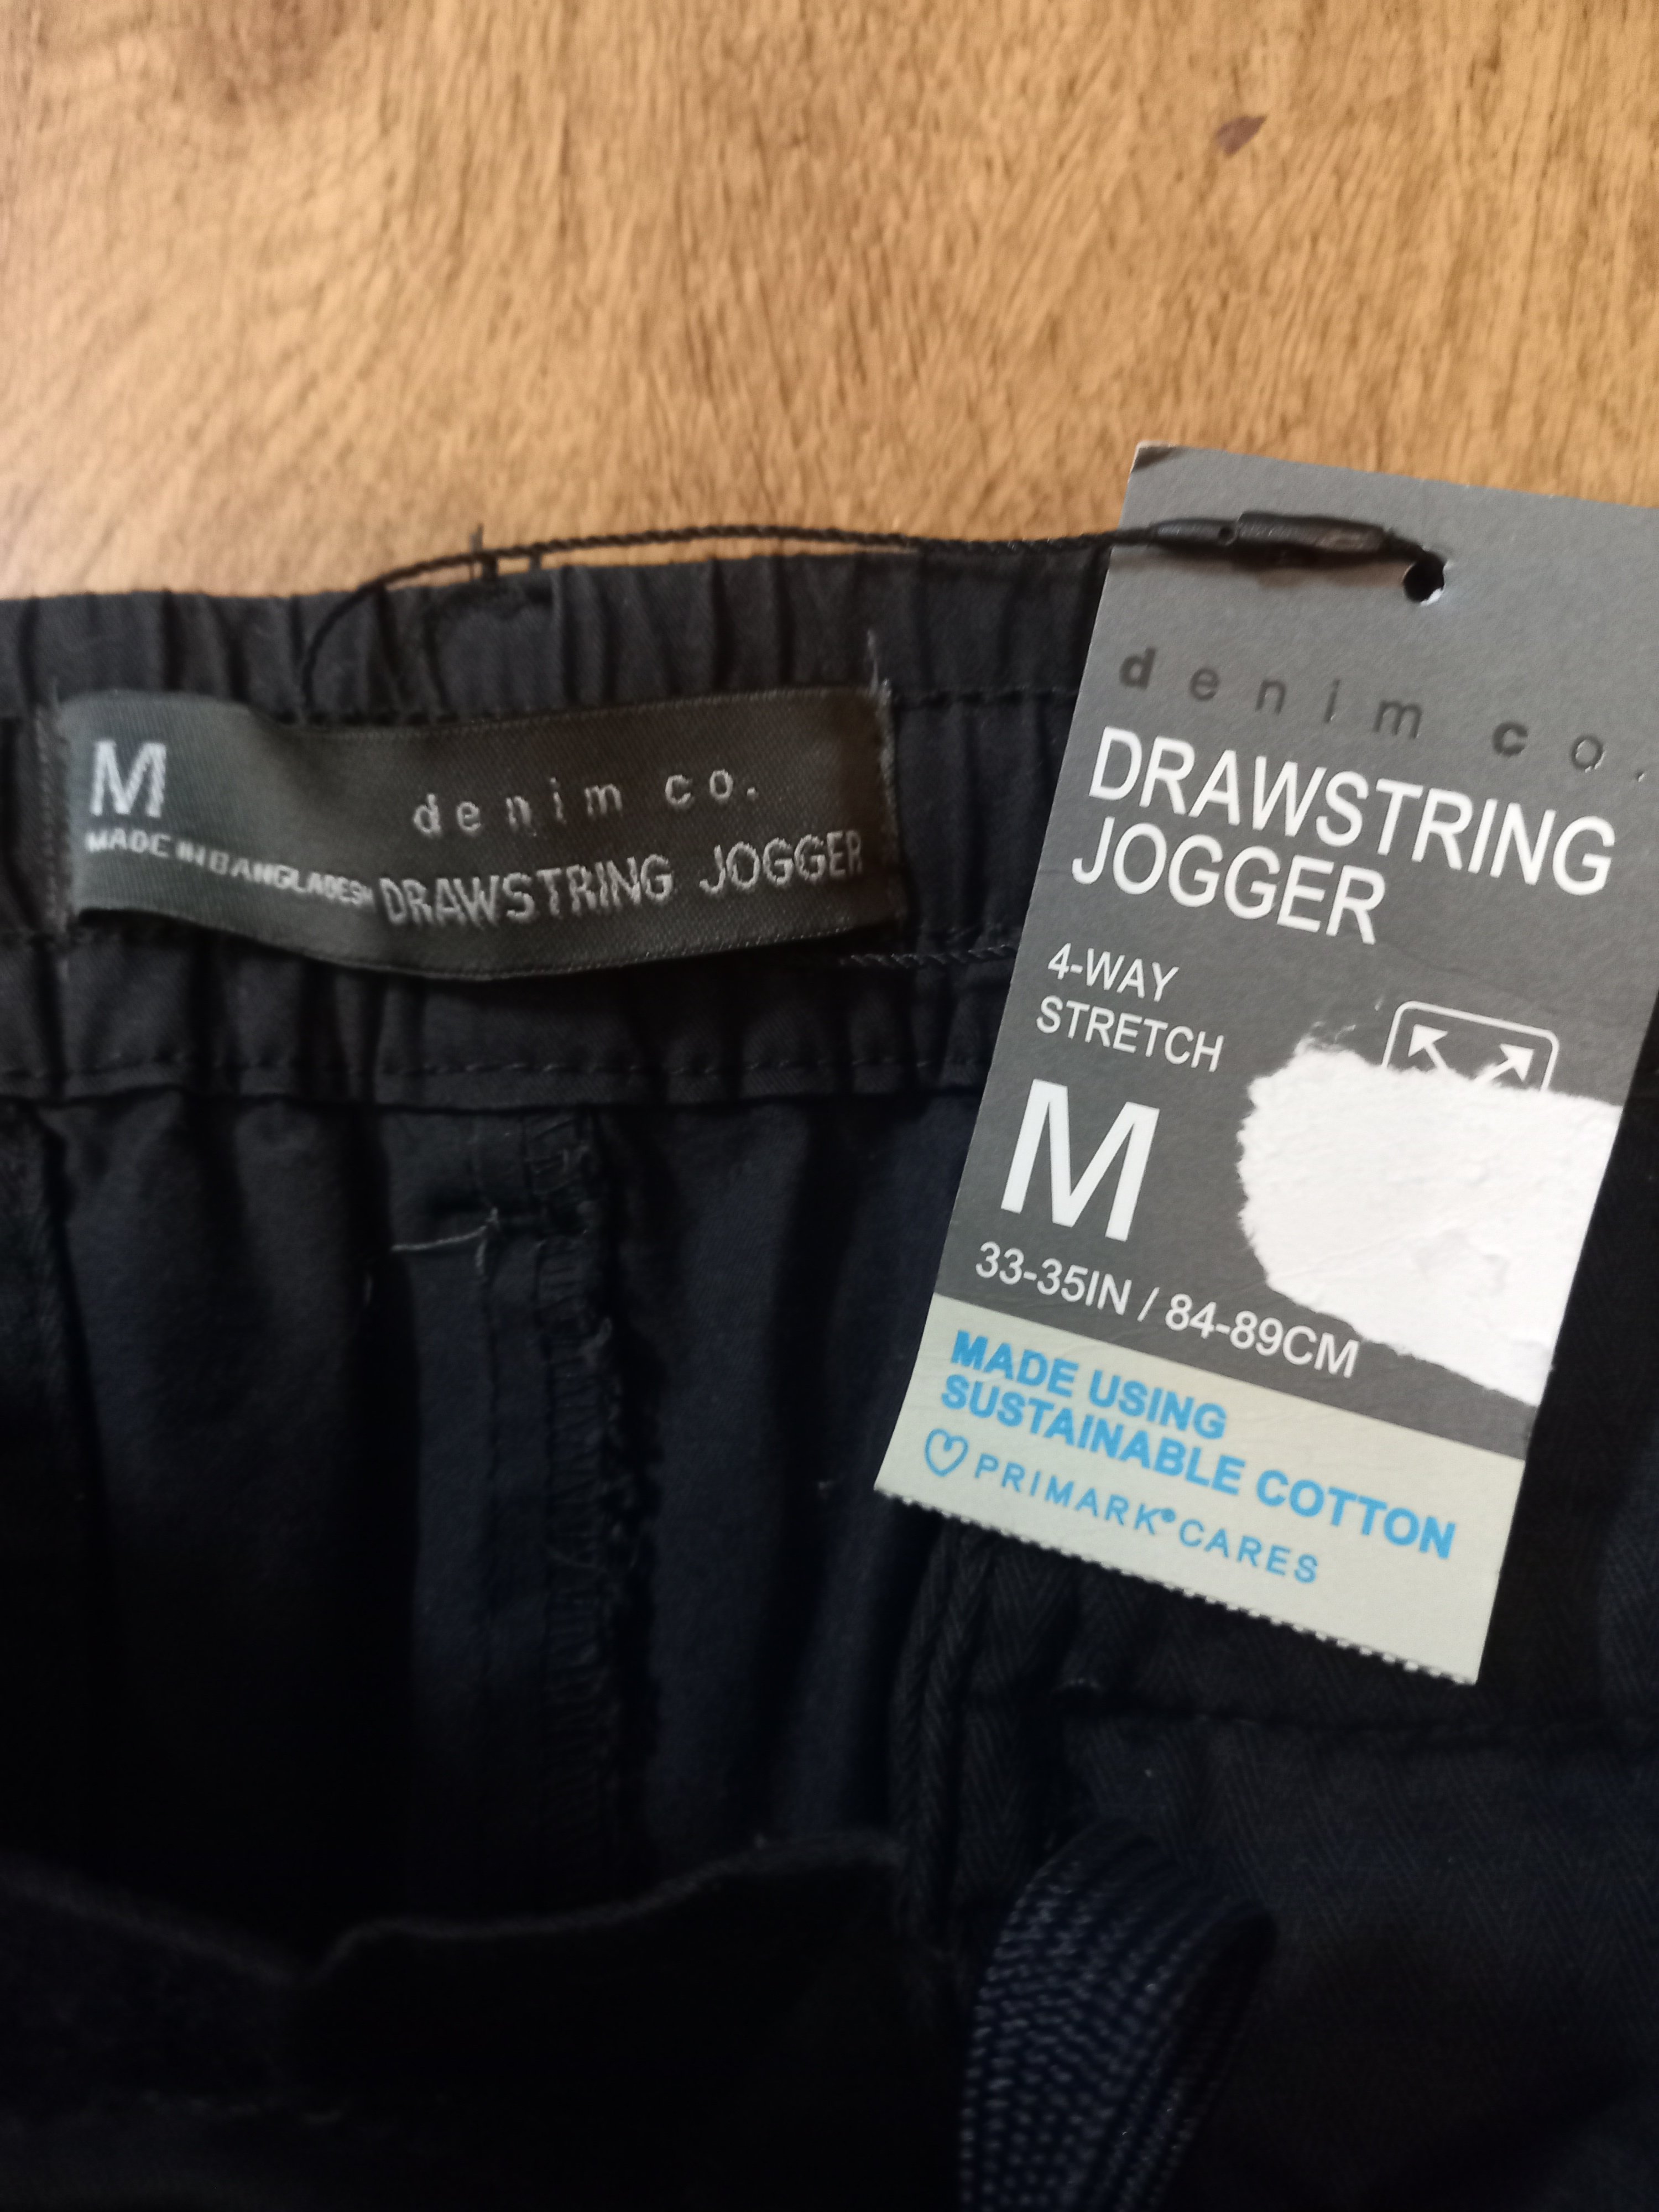 M
MADE IN BANGLADESH
denim co.
DRAWSTRING JOGGER
denim co.
DRAWSTRING
JOGGER
4-WAY
STRETCH
M
33-35IN / 84-89CM
MADE USING
SUSTAINABLE COTTON
PRIMARK® CARES